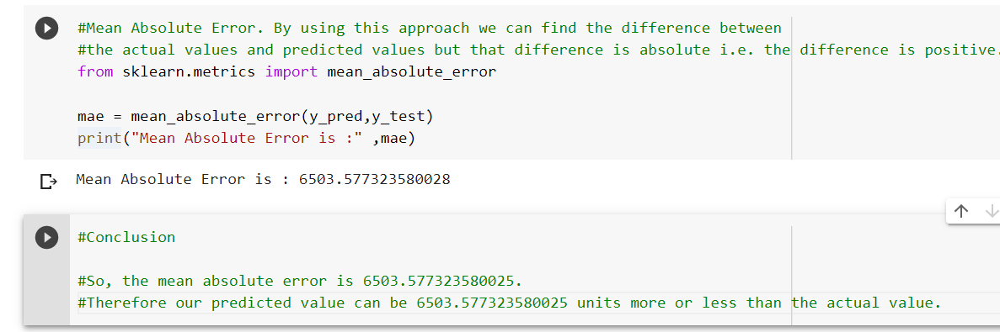 #Mean Absolute Error. By using this approach we can find the difference between
#the actual values and predicted values but that difference is absolute i.e. the difference is positive.
from sklearn.metrics import mean_absolute_error
mae = mean_absolute_error(y_pred,y_test)
print("Mean Absolute Error is :" ,mae)
Mean Absolute Error is : 6503.577323580028
#Conclusion
#So, the mean absolute error is 6503.577323580025.
#Therefore our predicted value can be 6503.577323580025 units more or less than the actual value.